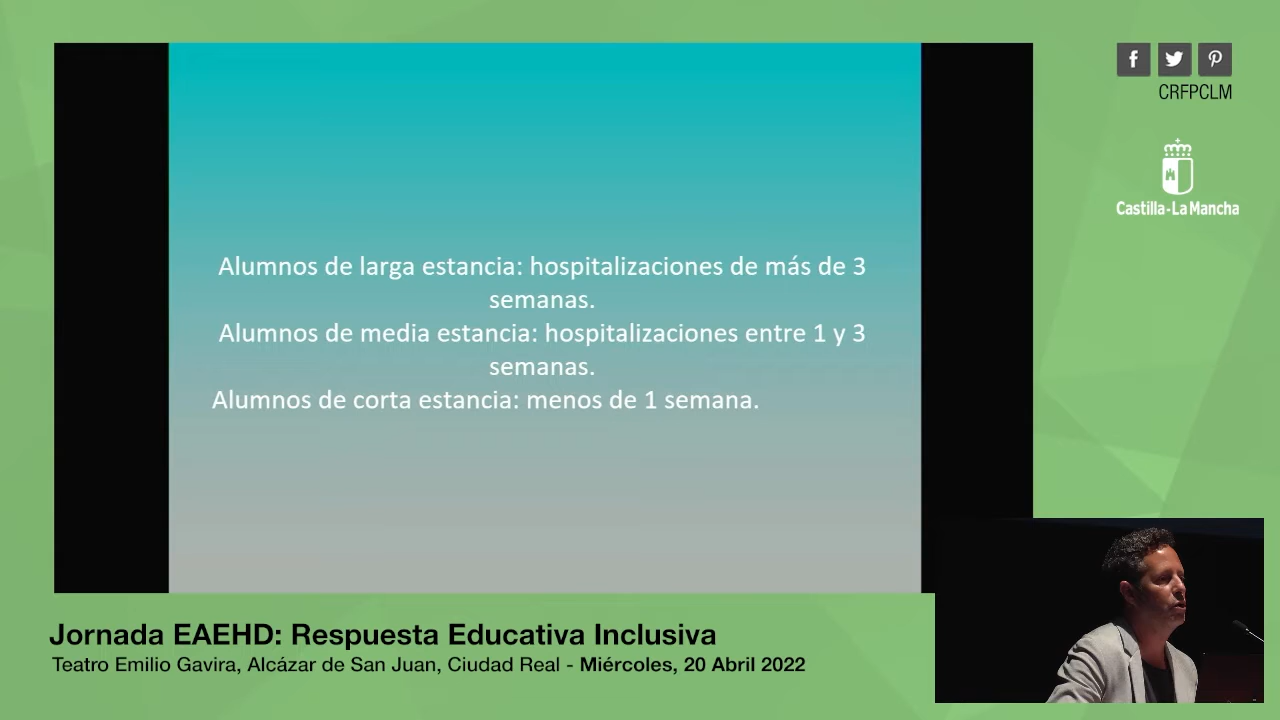 CRFPCLM
Castilla-La Mancha
Alumnos de larga estancia: hospitalizaciones de más de 3
semanas.
Alumnos de media estancia: hospitalizaciones entre 1 y 3
semanas.
Alumnos de corta estancia: menos de 1 semana.
Jornada EAEHD: Respuesta Educativa Inclusiva
Teatro Emilio Gavira, Alcázar de San Juan, Ciudad Real - Miércoles, 20 Abril 2022